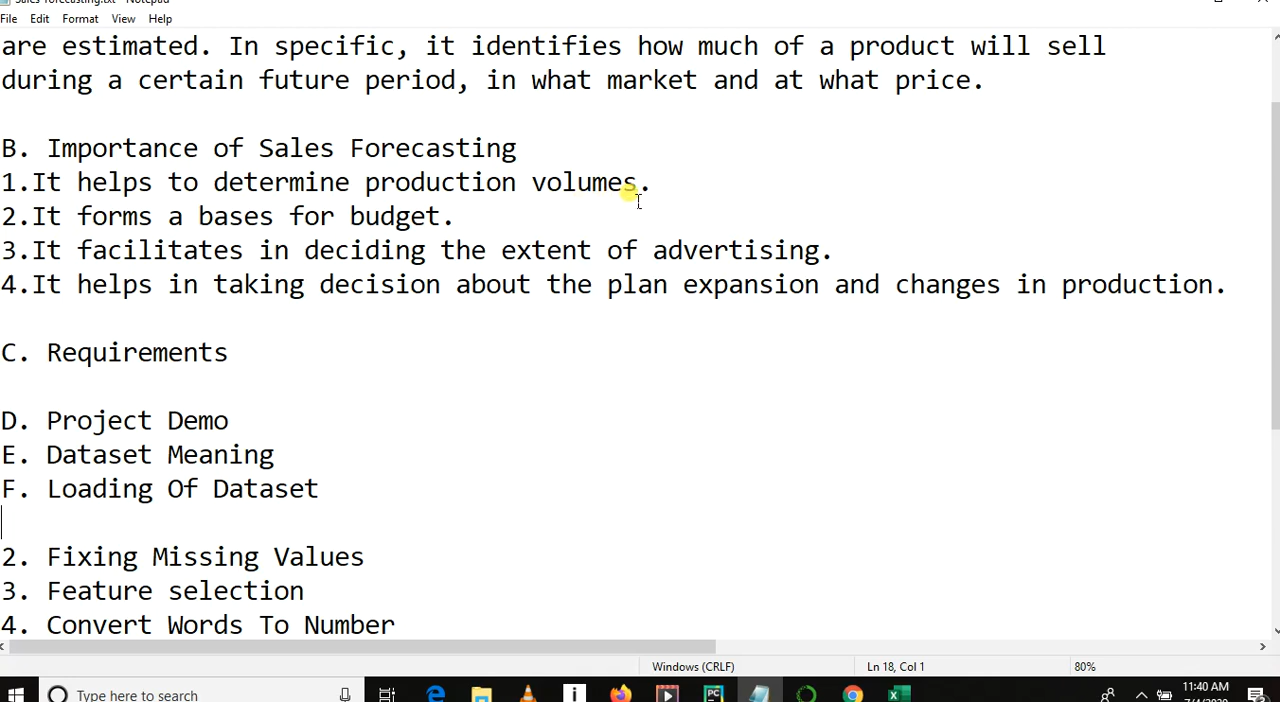 Sales Forecasting.txt - Notepad
File Edit Format View Help
are estimated. In specific, it identifies how much of a product will sell
during a certain future period, in what market and at what price.
B. Importance of Sales Forecasting
1.It helps to determine production volumes.
2.It forms a bases for budget.
3.It facilitates in deciding the extent of advertising.
4.It helps in taking decision about the plan expansion and changes in production.
C. Requirements
D. Project Demo
E. Dataset Meaning
F. Loading Of Dataset
2. Fixing Missing Values
3. Feature selection
4. Convert Words To Number
Windows (CRLF) Ln 18, Col 1 80%
Type here to search
11:40 AM